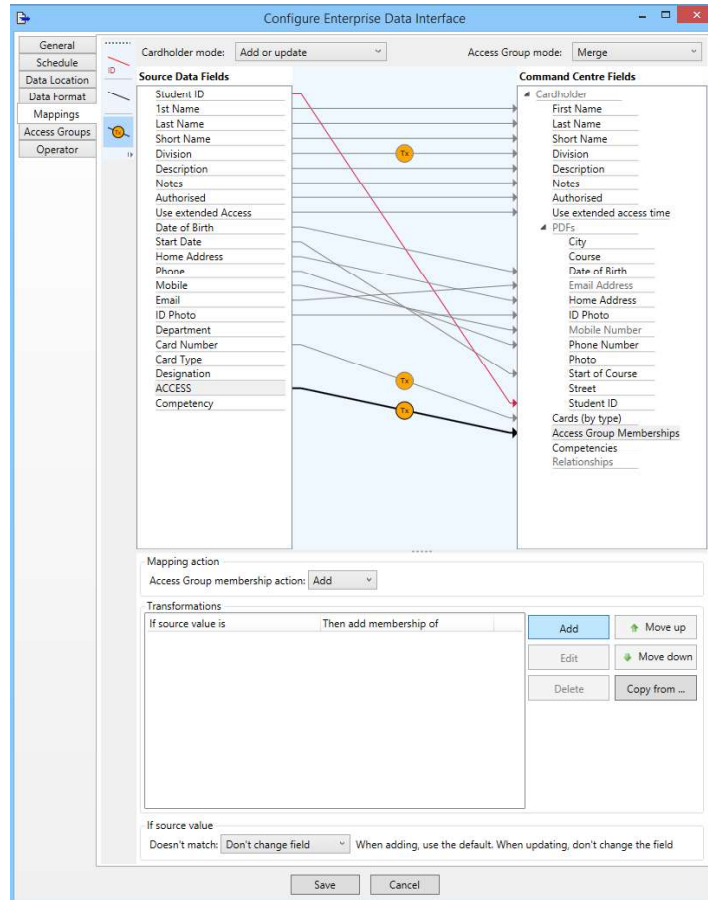 Configure Enterprise Data Interface
General
Schedule
Data Location
Data Format
Mappings
Access Groups
Operator
ID
Tx
Cardholder mode: Add or update
Access Group mode: Merge
Source Data Fields
Student ID
1st Name
Last Name
Short Name
Division
Description
Notes
Authorised
Use extended Access
Date of Birth
Start Date
Home Address
Phone
Mobile
Email
ID Photo
Department
Card Number
Card Type
Designation
ACCESS
Competency
Tx
Tx
Tx
Command Centre Fields
Cardholder
First Name
Last Name
Short Name
Division
Description
Notes
Authorised
Use extended access time
PDFs
City
Course
Date of Birth
Email Address
Home Address
ID Photo
Mobile Number
Phone Number
Photo
Start of Course
Street
Student ID
Cards (by type)
Access Group Memberships
Competencies
Relationships
Mapping action
Access Group membership action: Add
Transformations
If source value is Then add membership of
Add Move up
Edit Move down
Delete Copy from ...
If source value
Doesn't match: Don't change field When adding, use the default. When updating, don't change the field
Save Cancel